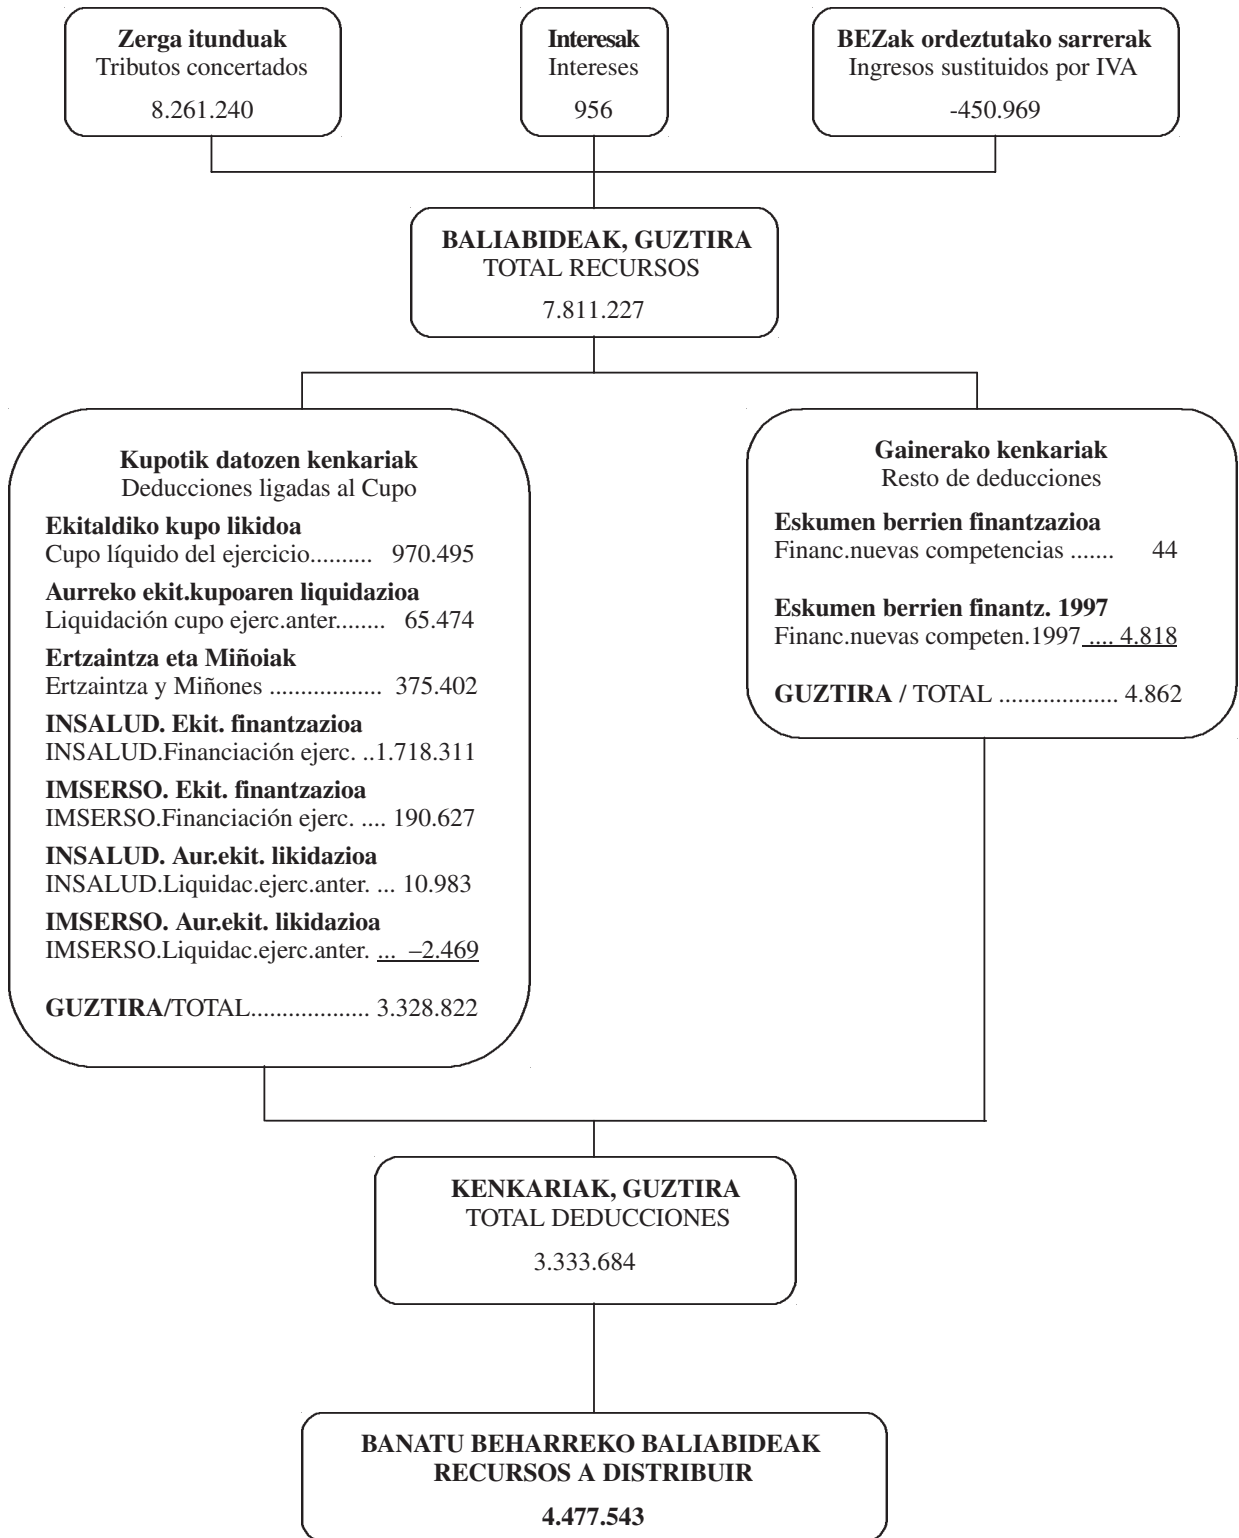 Zerga itunduak
Tributos concertados
8.261.240
Interesak
Intereses
956
BEZak ordeztutako sarrerak
Ingresos sustituidos por IVA
-450.969
BALIABIDEAK, GUZTIRA
TOTAL RECURSOS
7.811.227
Kupotik datozen kenkariak
Deducciones ligadas al Cupo
Ekitaldiko kupo likidoa
Cupo líquido del ejercicio.......... 970.495
Aurreko ekit.kupoaren liquidazioa
Liquidación cupo ejerc.anter........ 65.474
Ertzaintza eta Miñoiak
Ertzaintza y Miñones .................. 375.402
INSALUD. Ekit. finantzazioa
INSALUD.Financiación ejerc. ..1.718.311
IMSERSO. Ekit. finantzazioa
IMSERSO.Financiación ejerc. .... 190.627
INSALUD. Aur.ekit. likidazioa
INSALUD.Liquidac.ejerc.anter. ... 10.983
IMSERSO. Aur.ekit. likidazioa
IMSERSO.Liquidac.ejerc.anter. ... –2.469
GUZTIRA/TOTAL................... 3.328.822
Gainerako kenkariak
Resto de deducciones
Eskumen berrien finantzazioa
Financ.nuevas competencias ....... 44
Eskumen berrien finantz. 1997
Financ.nuevas competen.1997 .... 4.818
GUZTIRA / TOTAL ................... 4.862
KENKARIAK, GUZTIRA
TOTAL DEDUCCIONES
3.333.684
BANATU BEHARREKO BALIABIDEAK
RECURSOS A DISTRIBUIR
4.477.543